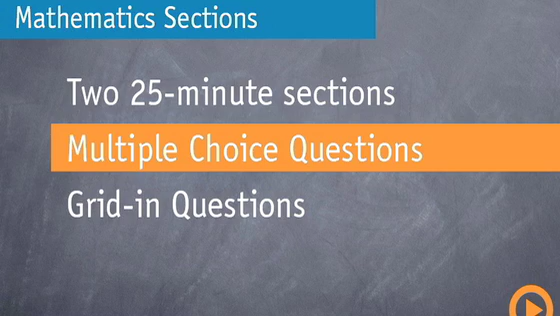 Mathematics Sections
Two 25-minute sections
Multiple Choice Questions
Grid-in Questions